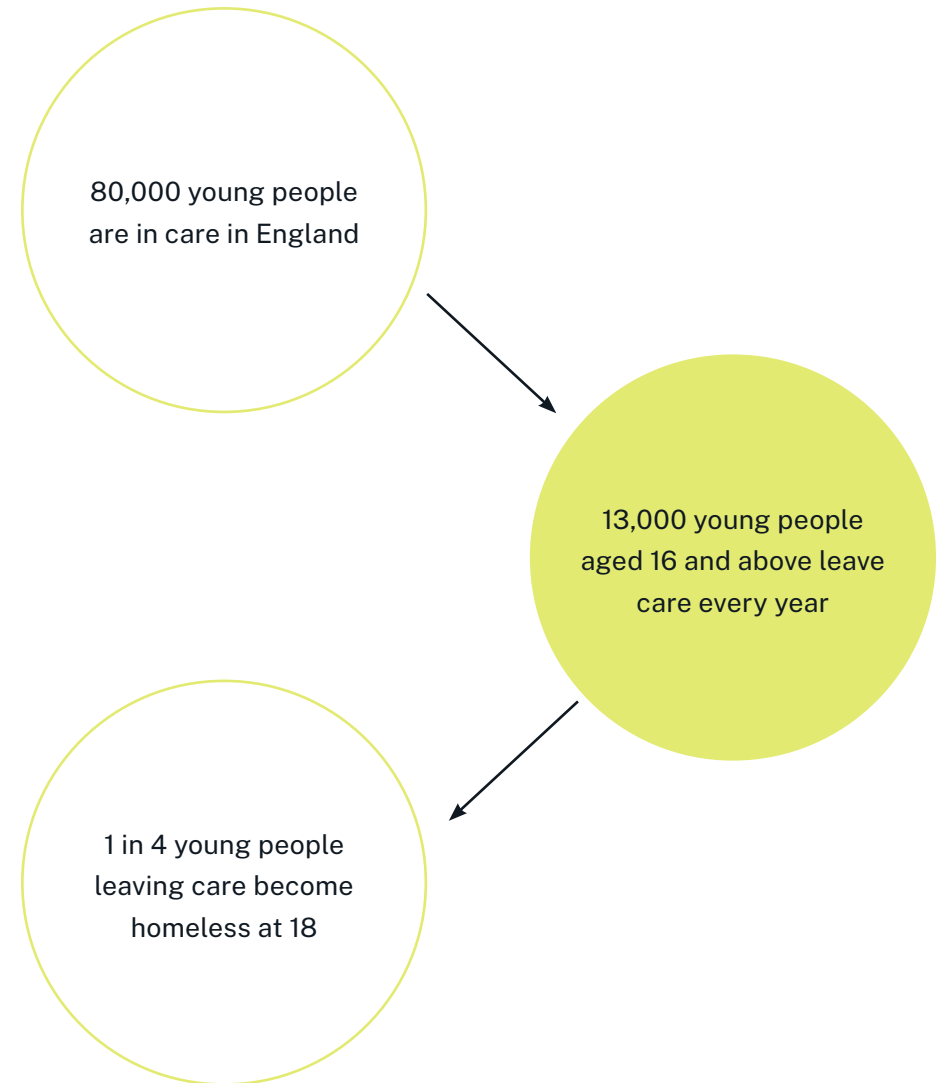 80,000 young people
are in care in England
13,000 young people
aged 16 and above leave
care every year
1 in 4 young people
leaving care become
homeless at 18